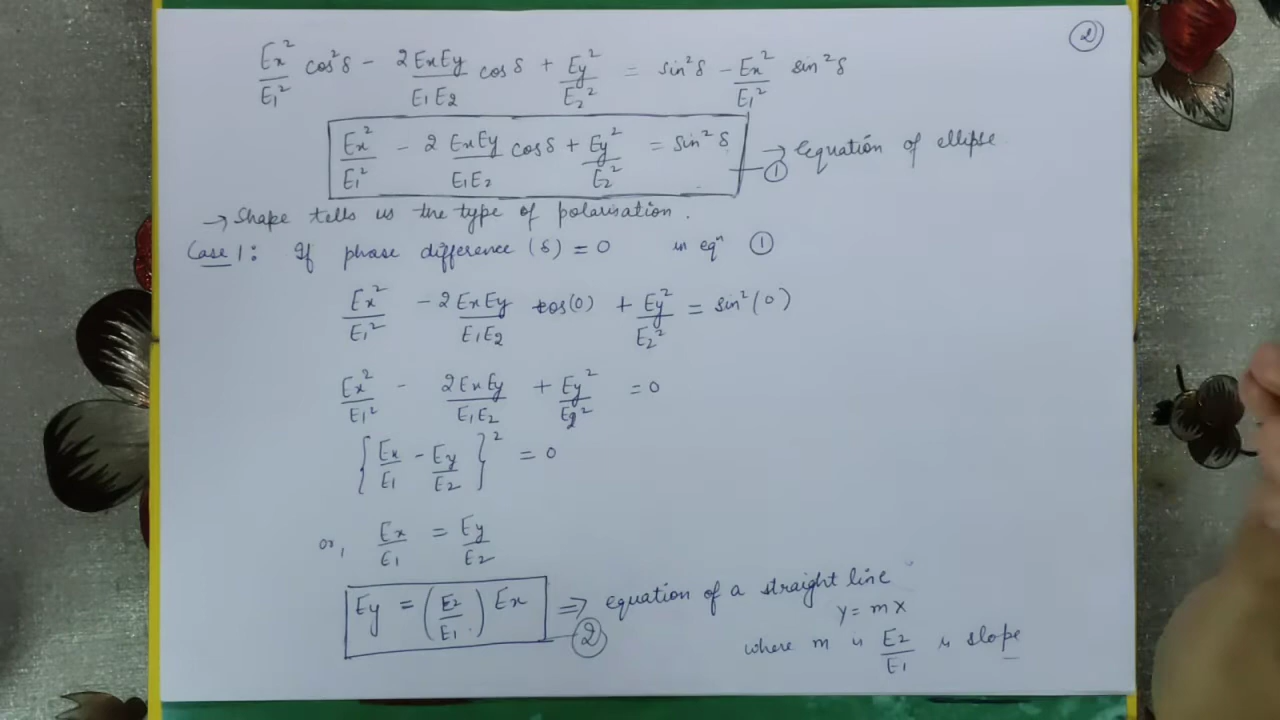 ②
Ex²/E₁² cos²δ - 2ExEy/E₁E₂ cosδ + Ey²/E₂² = sin²δ - Ex²/E₁² sin²δ
Ex²/E₁² - 2 ExEy/E₁E₂ cosδ + Ey²/E₂² = sin²δ — ① → Equation of ellipse
→ Shape tells us the type of polarisation.
Case 1: If phase difference (δ) = 0 in eqⁿ ①
Ex²/E₁² - 2ExEy/E₁E₂ cos(0) + Ey²/E₂² = sin²(0)
Ex²/E₁² - 2ExEy/E₁E₂ + Ey²/E₂² = 0
{Ex/E₁ - Ey/E₂}² = 0
or, Ex/E₁ = Ey/E₂
Ey = (E₂/E₁) Ex — ② ⇒ equation of a straight line
y = mx
where m is E₂/E₁ is slope